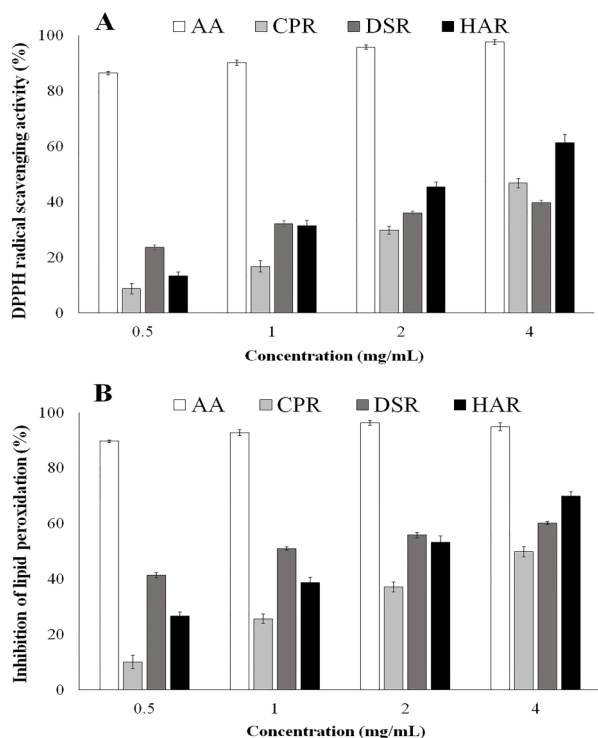 A
AA CPR DSR HAR
DPPH radical scavenging activity (%)
100
80
60
40
20
0
0.5 1 2 4
Concentration (mg/mL)
B
AA CPR DSR HAR
Inhibition of lipid peroxidation (%)
100
80
60
40
20
0
0.5 1 2 4
Concentration (mg/mL)